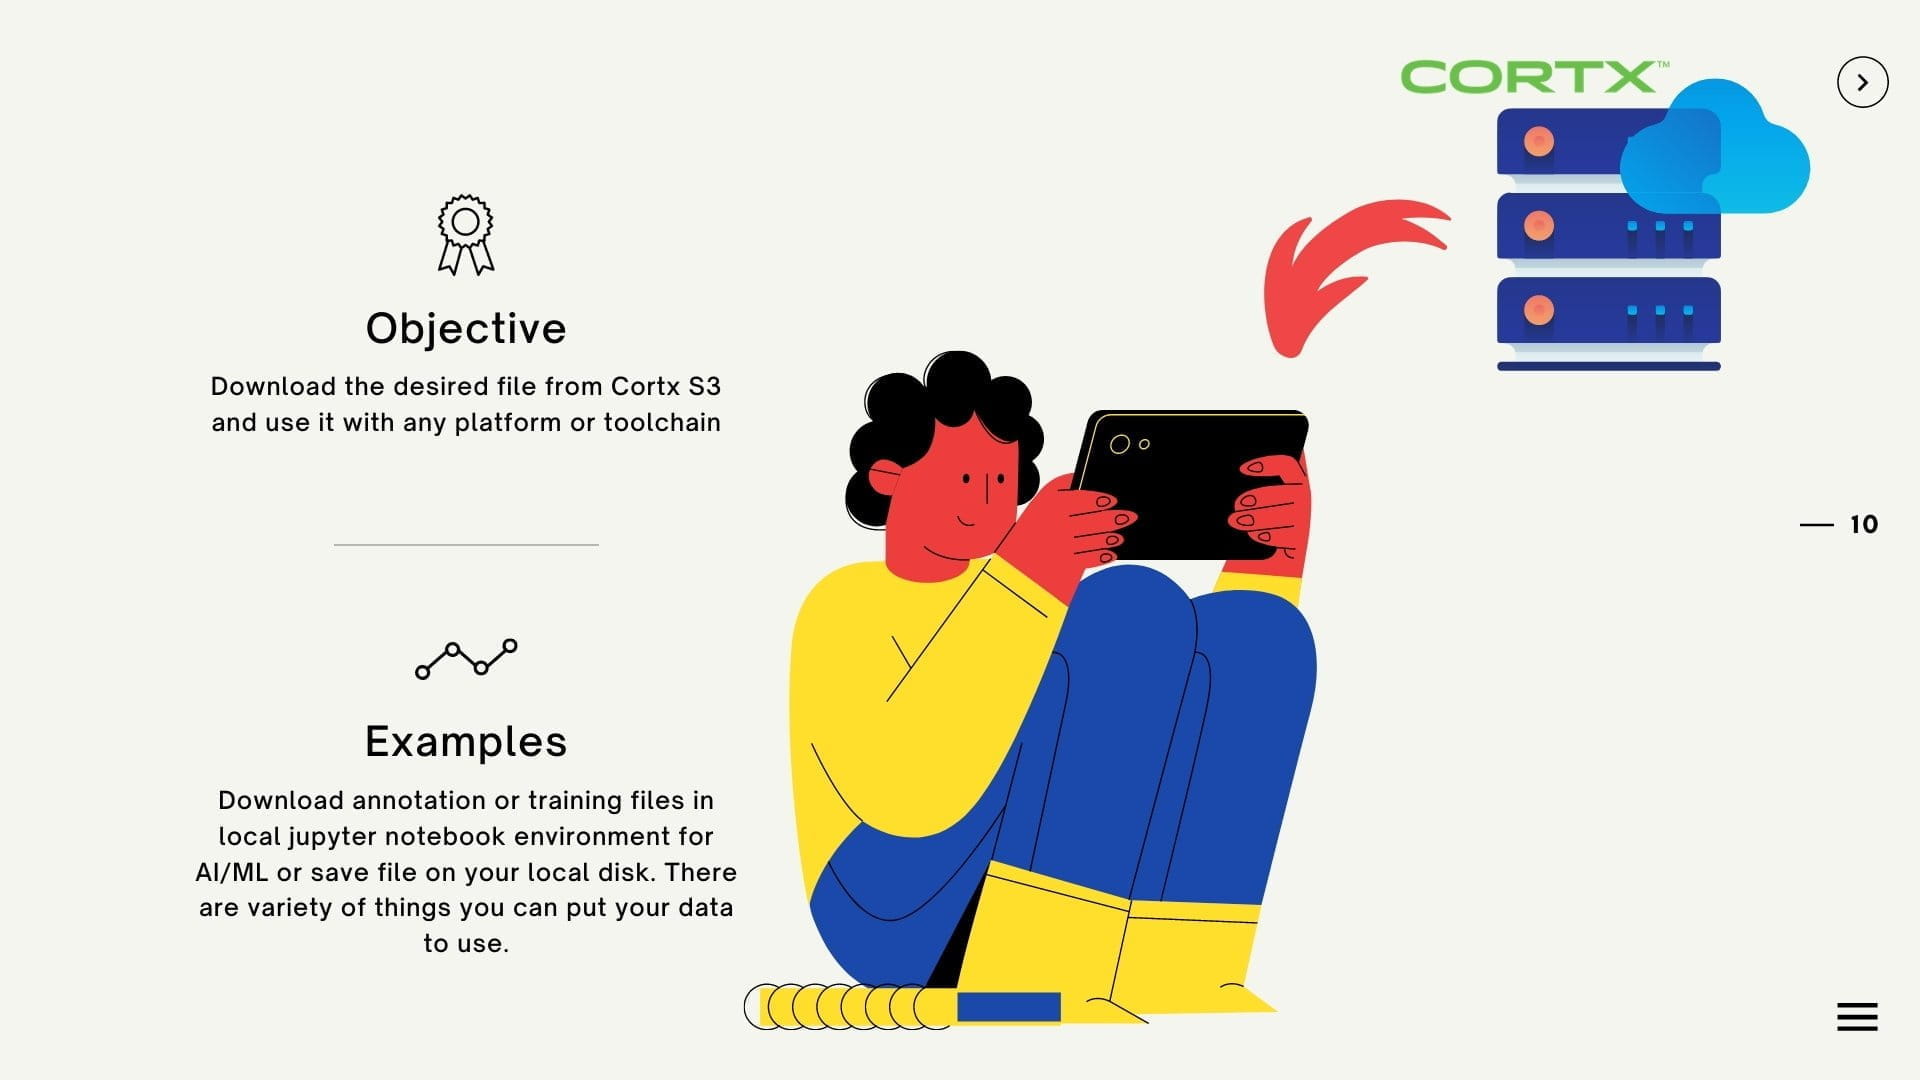 CORTX™
Objective
Download the desired file from Cortx S3
and use it with any platform or toolchain
10
Examples
Download annotation or training files in
local jupyter notebook environment for
AI/ML or save file on your local disk. There
are variety of things you can put your data
to use.